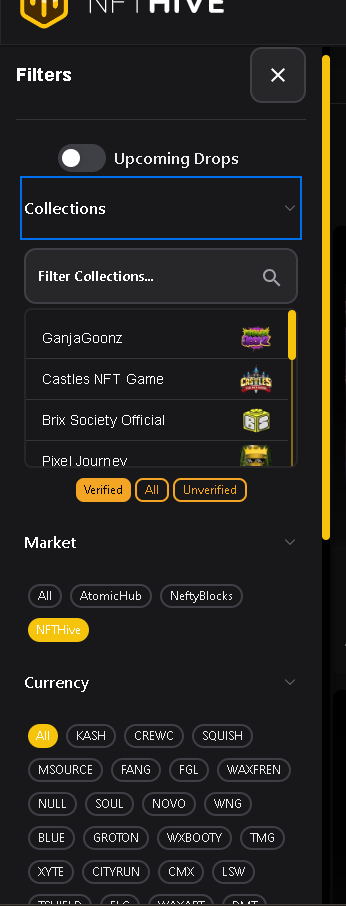 NFTHIVE
Filters
Upcoming Drops
Collections
Filter Collections...
GanjaGoonz
Castles NFT Game
CASTLES
Brix Society Official
BS
Pixel Journey
Verified All Unverified
Market
All AtomicHub NeftyBlocks
NFTHive
Currency
All KASH CREWC SQUISH
MSOURCE FANG FGL WAXFREN
NULL SOUL NOVO WNG
BLUE GROTON WXBOOTY TMG
XYTE CITYRUN CMX LSW